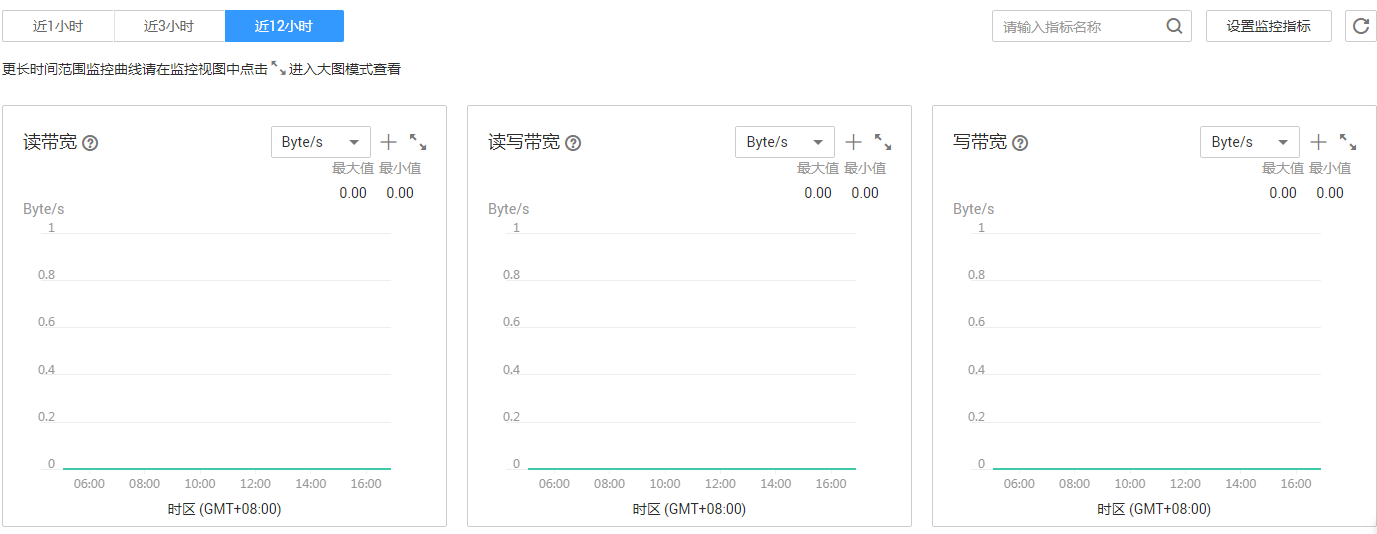 近1小时 近3小时 近12小时 请输入指标名称 设置监控指标
更长时间范围监控曲线请在监控视图中点击 进入大图模式查看
读带宽 Byte/s
最大值 最小值
0.00 0.00
Byte/s
1
0.8
0.6
0.4
0.2
0
06:00 08:00 10:00 12:00 14:00 16:00
时区 (GMT+08:00)
读写带宽 Byte/s
最大值 最小值
0.00 0.00
Byte/s
1
0.8
0.6
0.4
0.2
0
06:00 08:00 10:00 12:00 14:00 16:00
时区 (GMT+08:00)
写带宽 Byte/s
最大值 最小值
0.00 0.00
Byte/s
1
0.8
0.6
0.4
0.2
0
06:00 08:00 10:00 12:00 14:00 16:00
时区 (GMT+08:00)